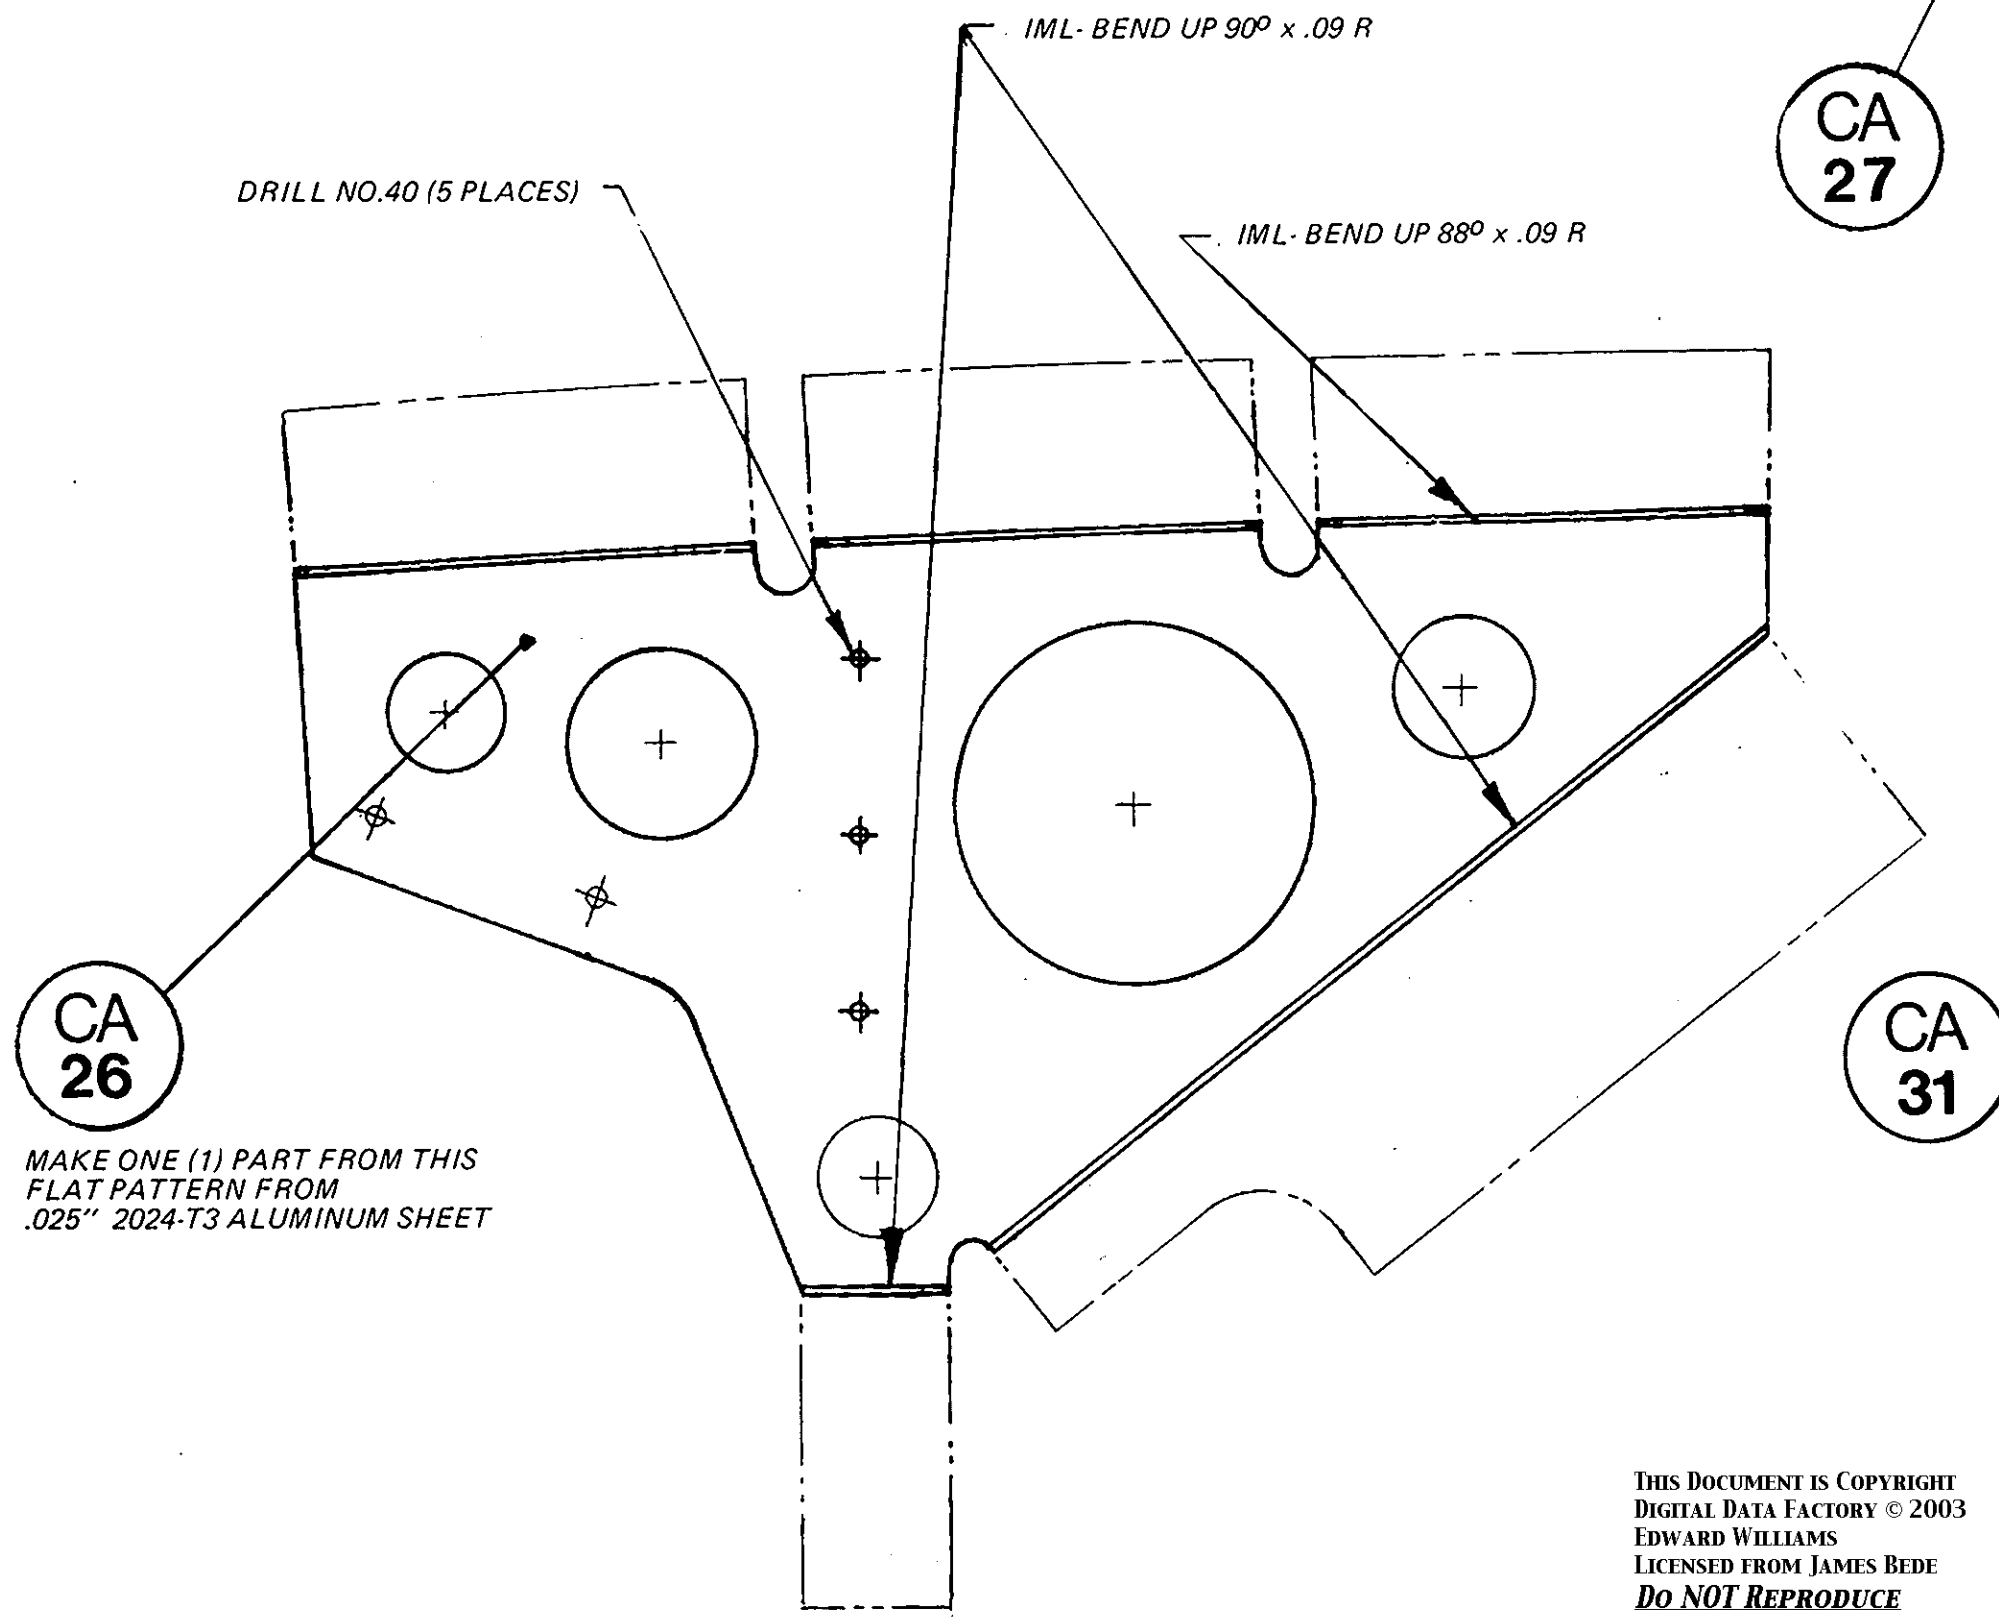 IML- BEND UP 90º x .09 R
CA
27
DRILL NO.40 (5 PLACES)
IML- BEND UP 88º x .09 R
CA
26
CA
31
MAKE ONE (1) PART FROM THIS
FLAT PATTERN FROM
.025" 2024-T3 ALUMINUM SHEET
THIS DOCUMENT IS COPYRIGHT
DIGITAL DATA FACTORY © 2003
EDWARD WILLIAMS
LICENSED FROM JAMES BEDE
DO NOT REPRODUCE